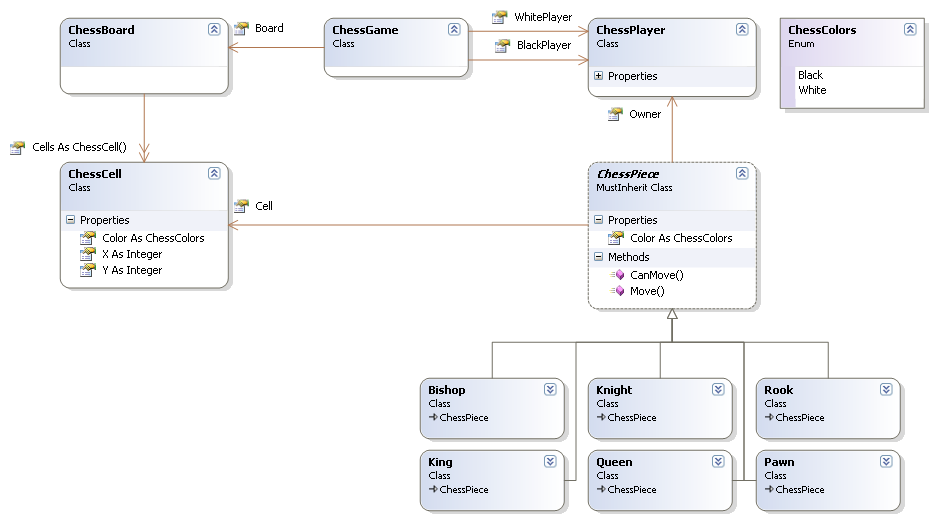 ChessBoard
Class
Board
ChessGame
Class
WhitePlayer
BlackPlayer
ChessPlayer
Class
Properties
ChessColors
Enum
Black
White
Owner
Cells As ChessCell()
ChessCell
Class
Properties
Color As ChessColors
X As Integer
Y As Integer
Cell
ChessPiece
MustInherit Class
Properties
Color As ChessColors
Methods
CanMove()
Move()
Bishop
Class
ChessPiece
Knight
Class
ChessPiece
Rook
Class
ChessPiece
King
Class
ChessPiece
Queen
Class
ChessPiece
Pawn
Class
ChessPiece